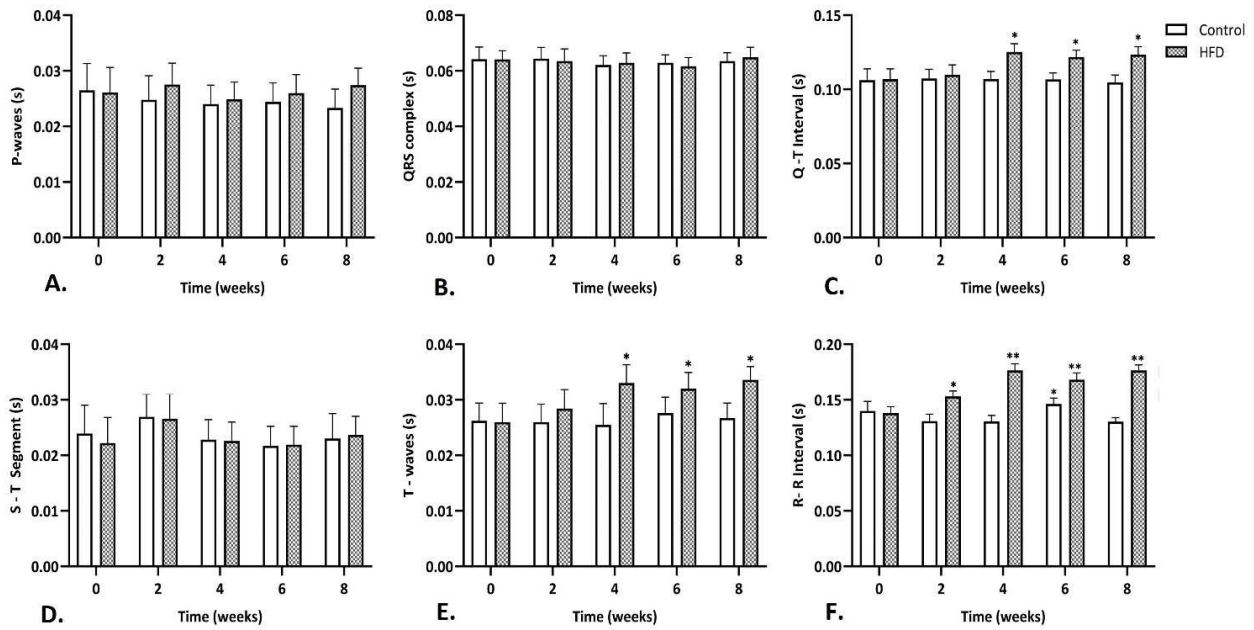 0.04
0.03
0.02
0.01
0.00
P-waves (s)
0 2 4 6 8
Time (weeks)
A.
0.08
0.06
0.04
0.02
0.00
QRS complex (s)
0 2 4 6 8
Time (weeks)
B.
0.15
0.10
0.05
0.00
Q -T Interval (s)
* * *
0 2 4 6 8
Time (weeks)
C.
Control
HFD
0.04
0.03
0.02
0.01
0.00
S - T Segment (s)
0 2 4 6 8
Time (weeks)
D.
0.04
0.03
0.02
0.01
0.00
T - waves (s)
* * *
0 2 4 6 8
Time (weeks)
E.
0.20
0.15
0.10
0.05
0.00
R- R Interval (s)
* ** * ** **
0 2 4 6 8
Time (weeks)
F.